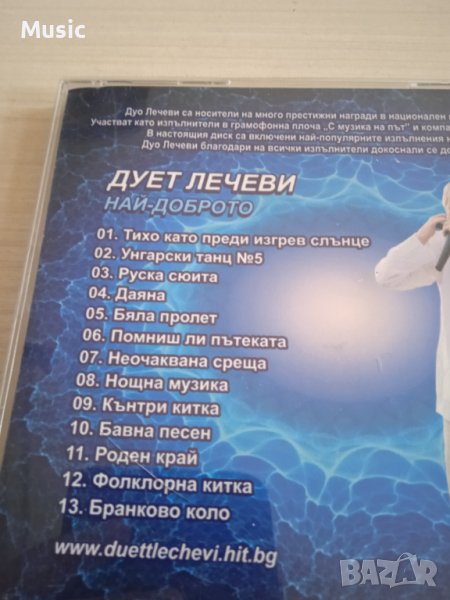 Music
Дуо Лечеви са носители на много престижни награди в национален
Участват като изпълнители в грамофонна плоча „С музика на път" и
В настоящия диск са включени най-популярните изпълнения
Дуо Лечеви благодари на всички изпълнители докоснали се
ДУЕТ ЛЕЧЕВИ
НАЙ-ДОБРОТО
01. Тихо като преди изгрев слънце
02. Унгарски танц №5
03. Руска сюита
04. Даяна
05. Бяла пролет
06. Помниш ли пътеката
07. Неочаквана среща
08. Нощна музика
09. Кънтри китка
10. Бавна песен
11. Роден край
12. Фолклорна китка
13. Бранково коло
www.duettlechevi.hit.bg
BAZAR